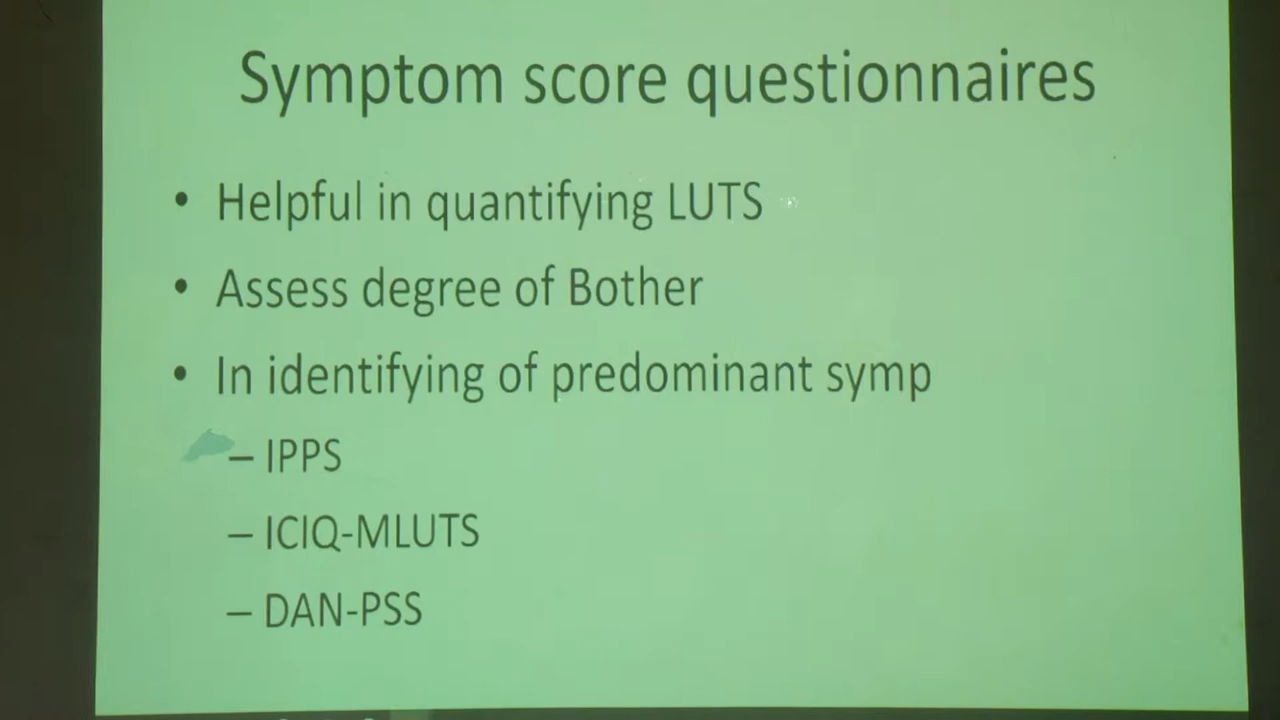 Symptom score questionnaires
• Helpful in quantifying LUTS
• Assess degree of Bother
• In identifying of predominant symp
– IPPS
– ICIQ-MLUTS
– DAN-PSS